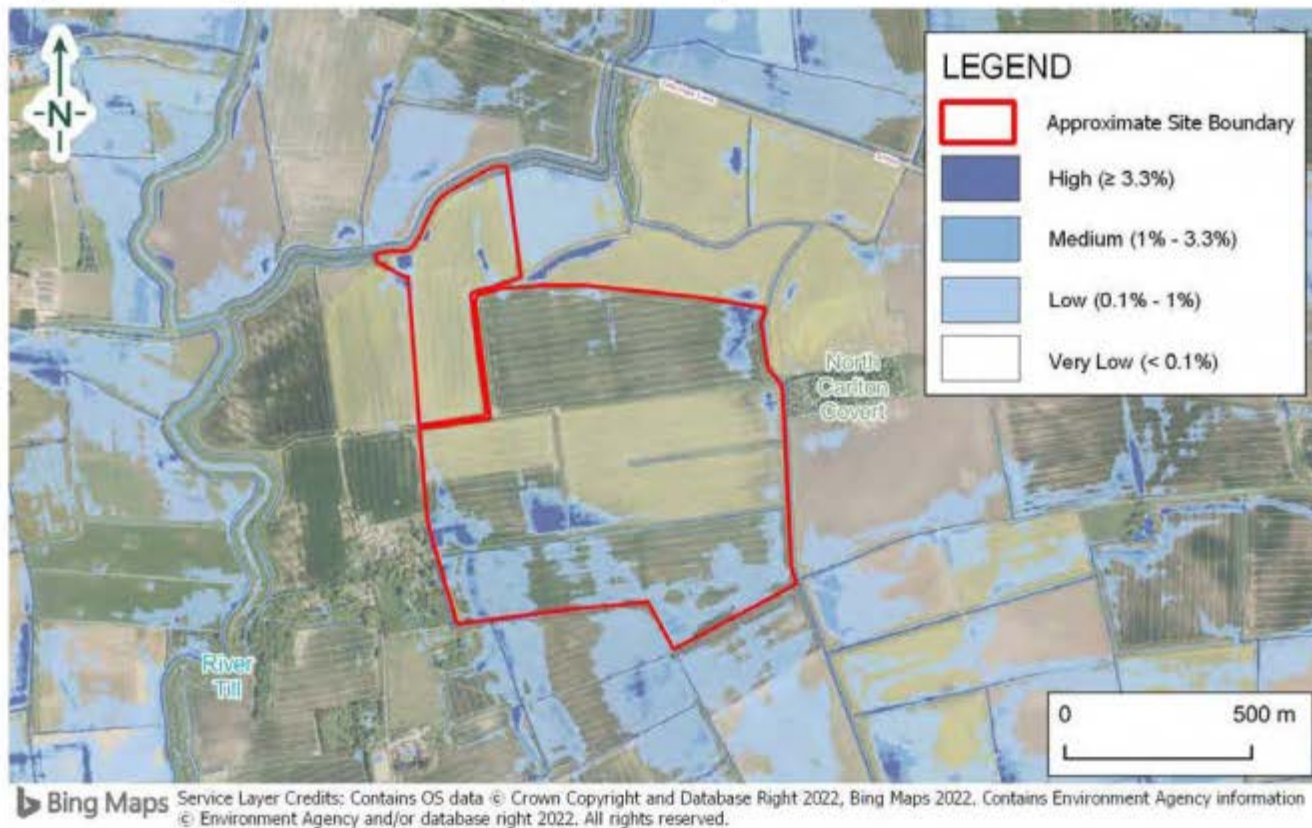 N
LEGEND
Approximate Site Boundary
High (≥ 3.3%)
Medium (1% - 3.3%)
Low (0.1% - 1%)
Very Low (< 0.1%)
North
Carlton
Covert
River
Till
0 500 m
Bing Maps
Service Layer Credits: Contains OS data © Crown Copyright and Database Right 2022, Bing Maps 2022. Contains Environment Agency information
© Environment Agency and/or database right 2022. All rights reserved.